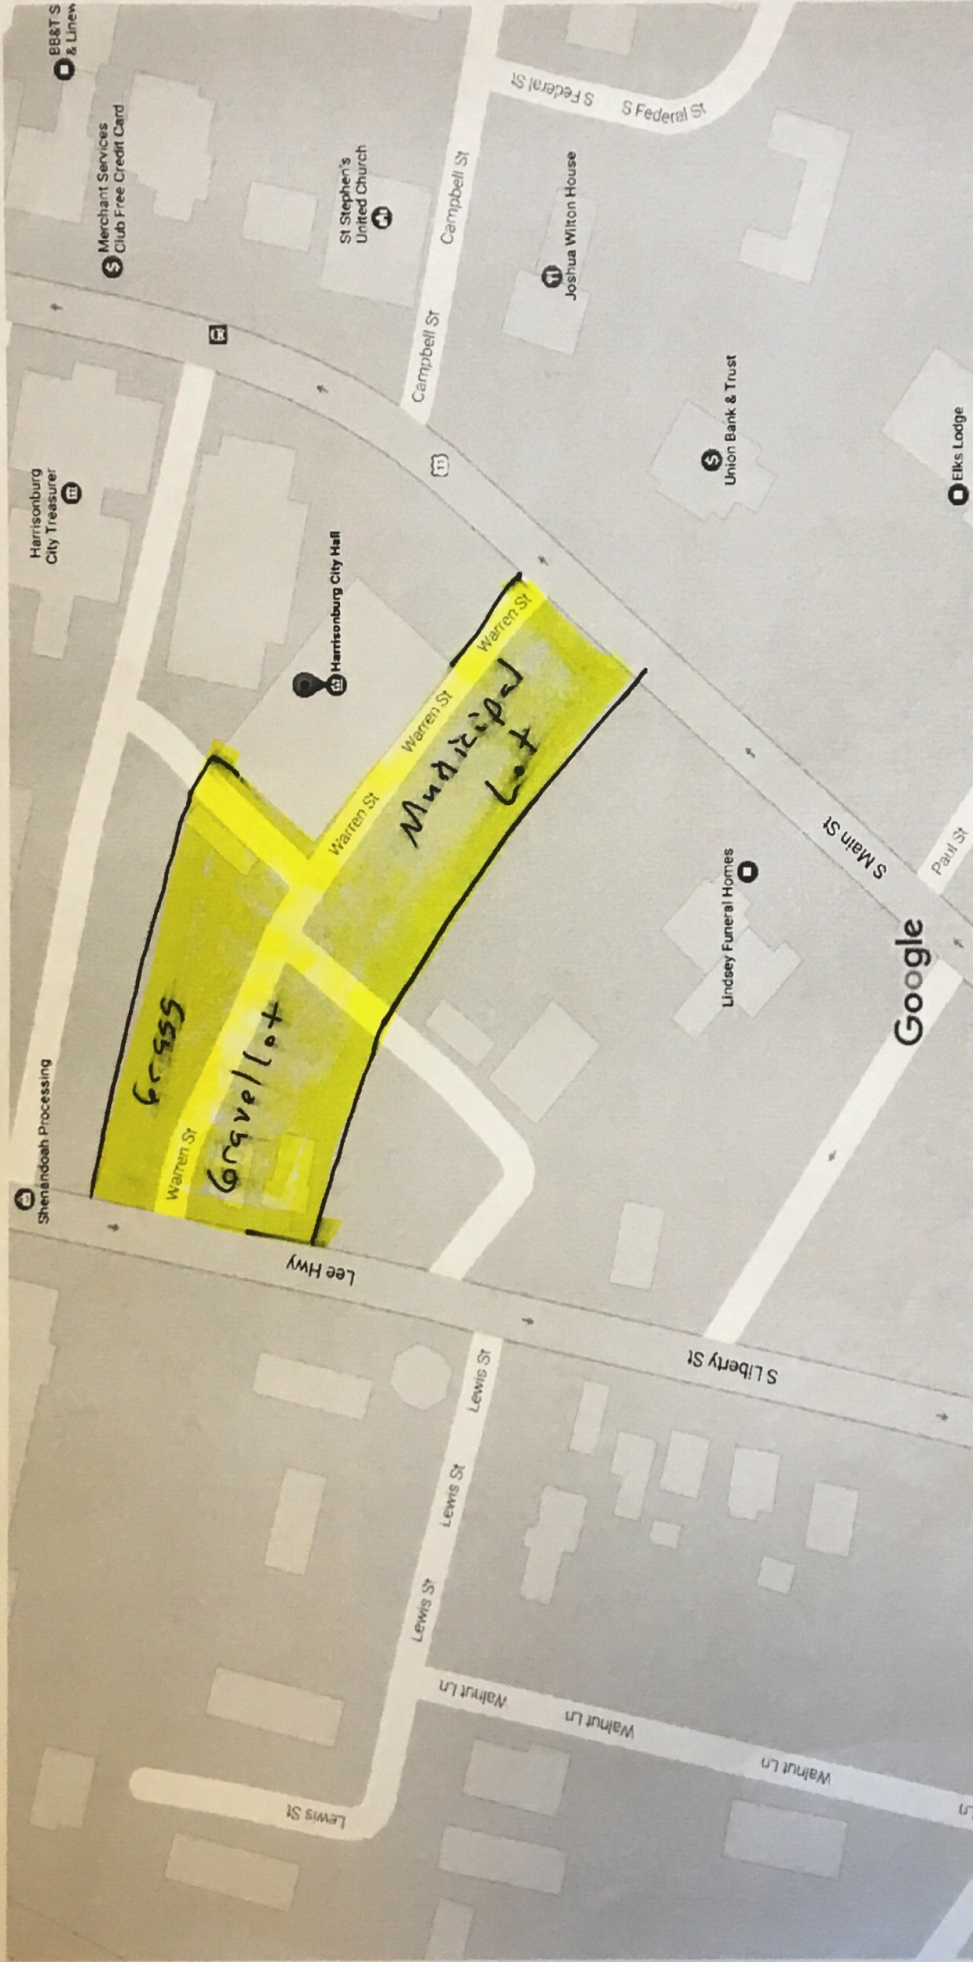 BB&T S
& Linew
Merchant Services
Club Free Credit Card
Harrisonburg
City Treasurer
Shenandoah Processing
St Stephen's
United Church
Harrisonburg City Hall
Grass
Gravel lot
Municipal
Lot
Warren St
Warren St
Warren St
Warren St
Campbell St
Campbell St
S Federal St
S Federal St
11
Joshua Wilton House
Union Bank & Trust
Elks Lodge
Lindsey Funeral Homes
S Main St
Paul St
Lee Hwy
S Liberty St
Lewis St
Lewis St
Lewis St
Lewis St
Walnut Ln
Walnut Ln
Walnut Ln
Ln
Google